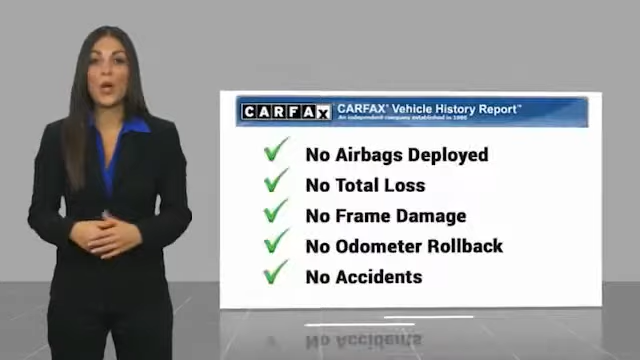 CARFAX CARFAX® Vehicle History Report™
An independent company established in 1986
No Airbags Deployed
No Total Loss
No Frame Damage
No Odometer Rollback
No Accidents